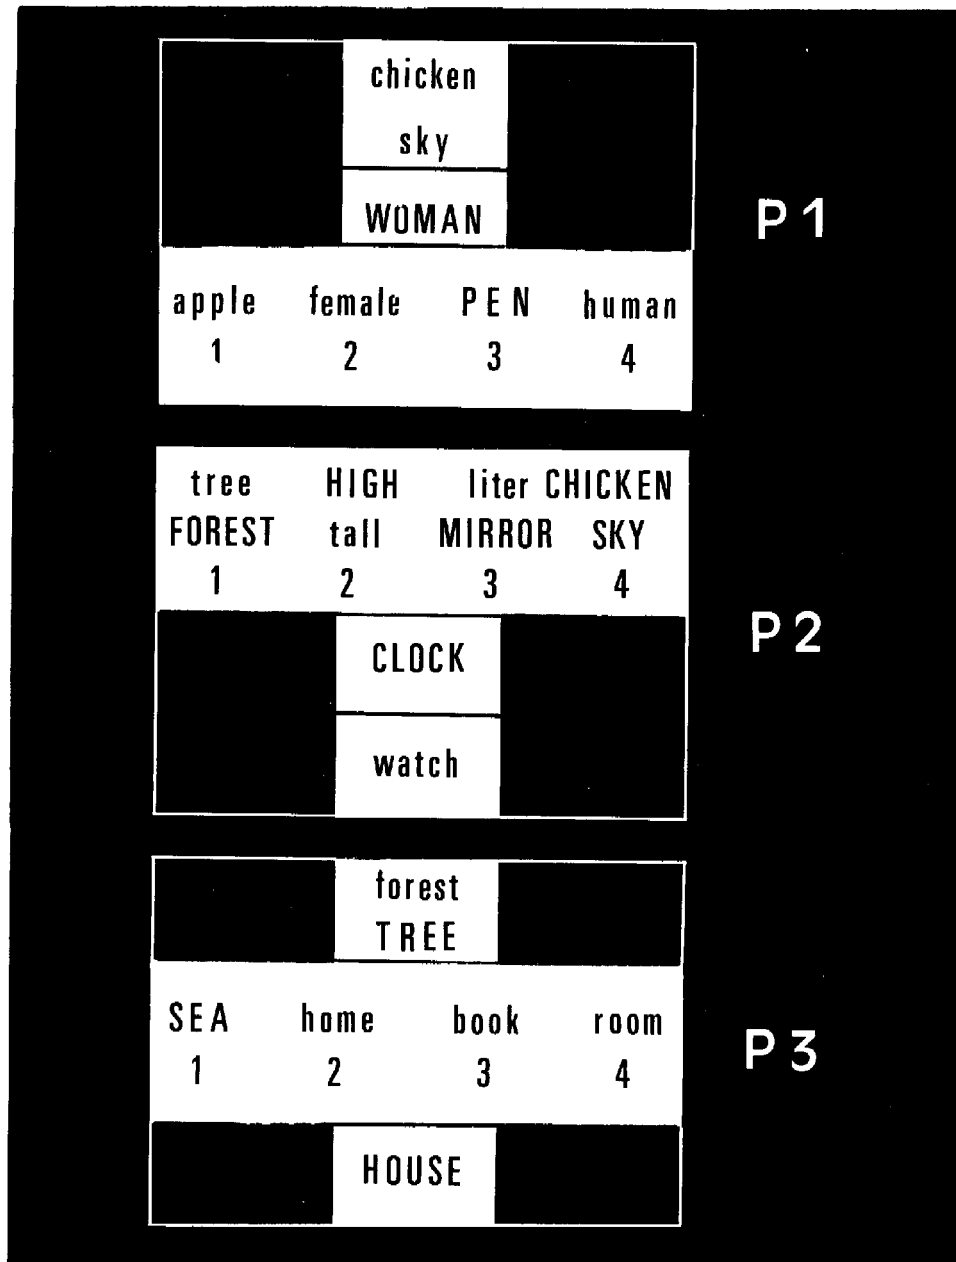 chicken
sky
WOMAN
P1
apple female PEN human
1 2 3 4
tree HIGH liter CHICKEN
FOREST tall MIRROR SKY
1 2 3 4
P2
CLOCK
watch
forest
TREE
SEA home book room
1 2 3 4
P3
HOUSE